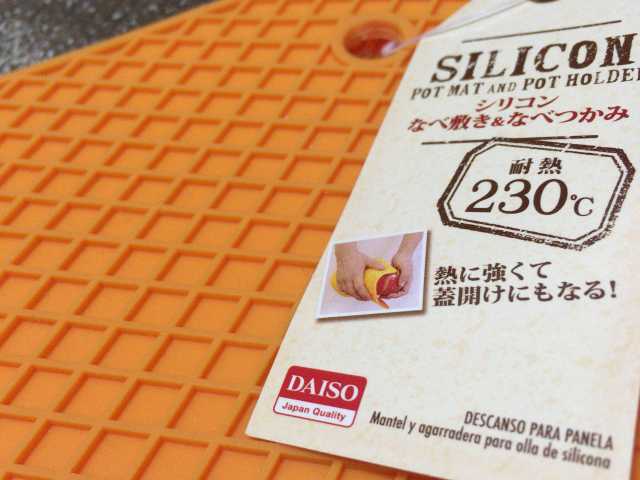 SILICON
POT MAT AND POT HOLDER
シリコン
なべ敷き&なべつかみ
耐熱
230℃
熱に強くて
蓋開けにもなる!
DAISO
Japan Quality
DESCANSO PARA PANELA
Mantel y agarradera para olla de silicona